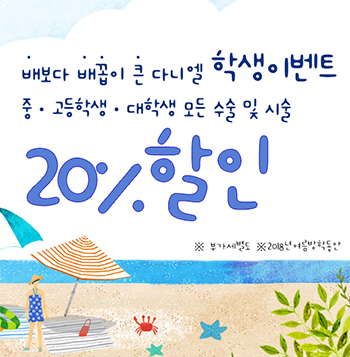 배보다 배꼽이 큰 다니엘 학생이벤트
중·고등학생·대학생 모든 수술 및 시술
20% 할인
※ 부가세별도 ※2018년여름방학동안